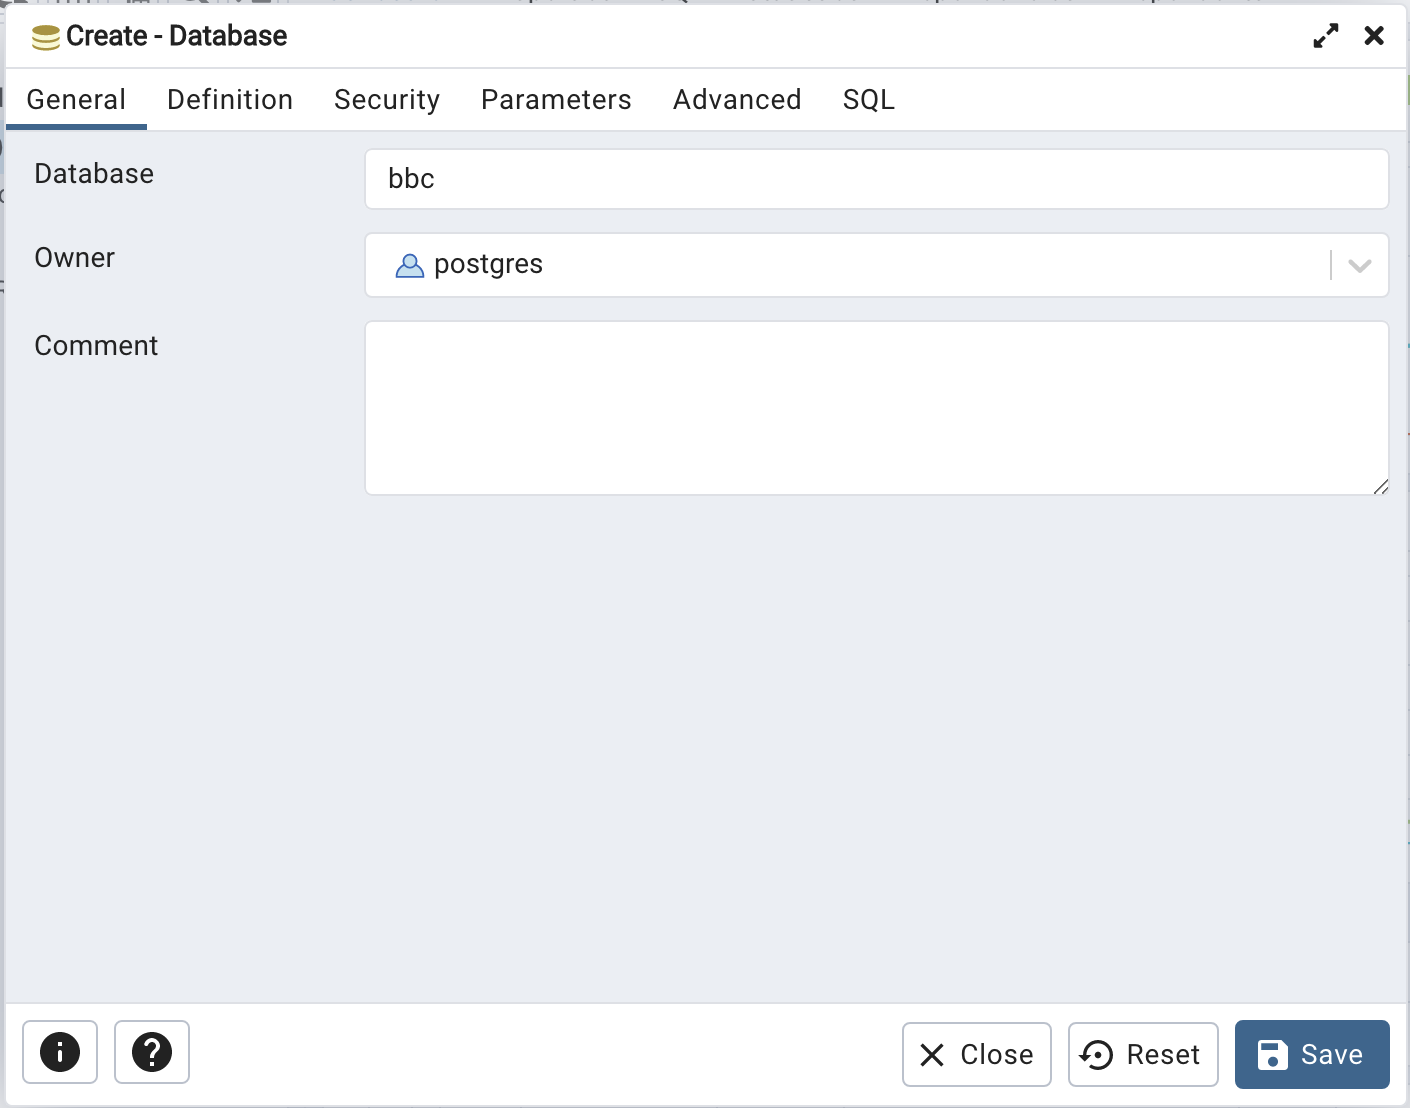 Create - Database
General Definition Security Parameters Advanced SQL
Database
bbc
Owner
postgres
Comment
Close Reset Save